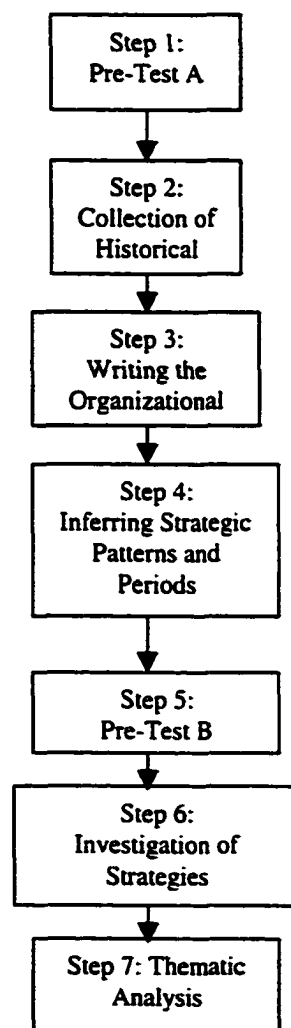 Step 1:
Pre-Test A
Step 2:
Collection of
Historical
Step 3:
Writing the
Organizational
Step 4:
Inferring Strategic
Patterns and
Periods
Step 5:
Pre-Test B
Step 6:
Investigation of
Strategies
Step 7: Thematic
Analysis